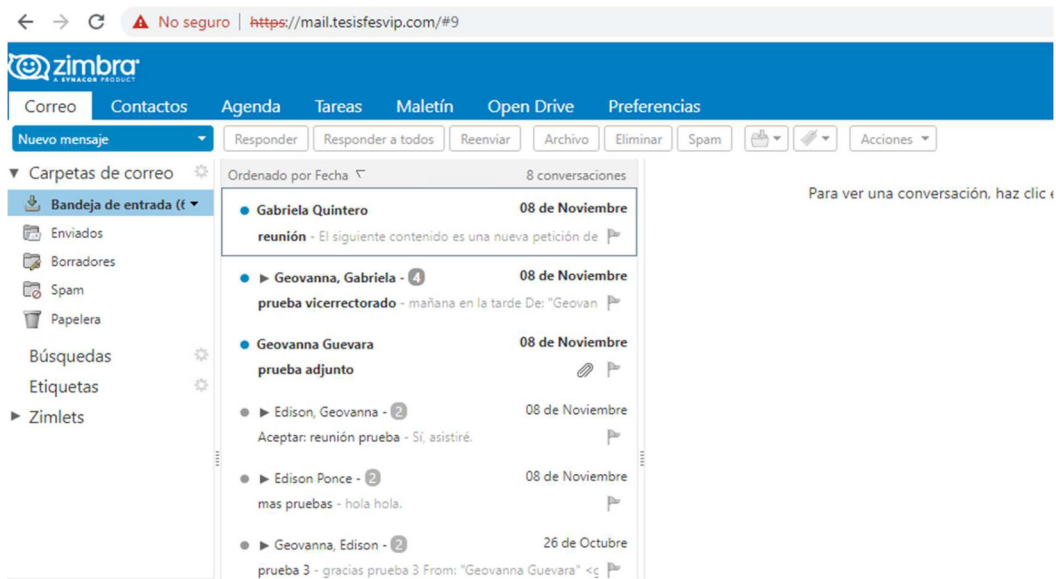 No seguro | https://mail.tesisfesvip.com/#9
zimbra
A SYNACOR PRODUCT
Correo Contactos Agenda Tareas Maletín Open Drive Preferencias
Nuevo mensaje Responder Responder a todos Reenviar Archivo Eliminar Spam Acciones
Carpetas de correo
Bandeja de entrada (6
Enviados
Borradores
Spam
Papelera
Búsquedas
Etiquetas
Zimlets
Ordenado por Fecha 8 conversaciones
Gabriela Quintero 08 de Noviembre
reunión - El siguiente contenido es una nueva petición de
Geovanna, Gabriela - 4 08 de Noviembre
prueba vicerrectorado - mañana en la tarde De: "Geovan
Geovanna Guevara 08 de Noviembre
prueba adjunto
Edison, Geovanna - 2 08 de Noviembre
Aceptar: reunión prueba - Sí, asistiré.
Edison Ponce - 2 08 de Noviembre
mas pruebas - hola hola.
Geovanna, Edison - 2 26 de Octubre
prueba 3 - gracias prueba 3 From: "Geovanna Guevara" <g
Para ver una conversación, haz clic e